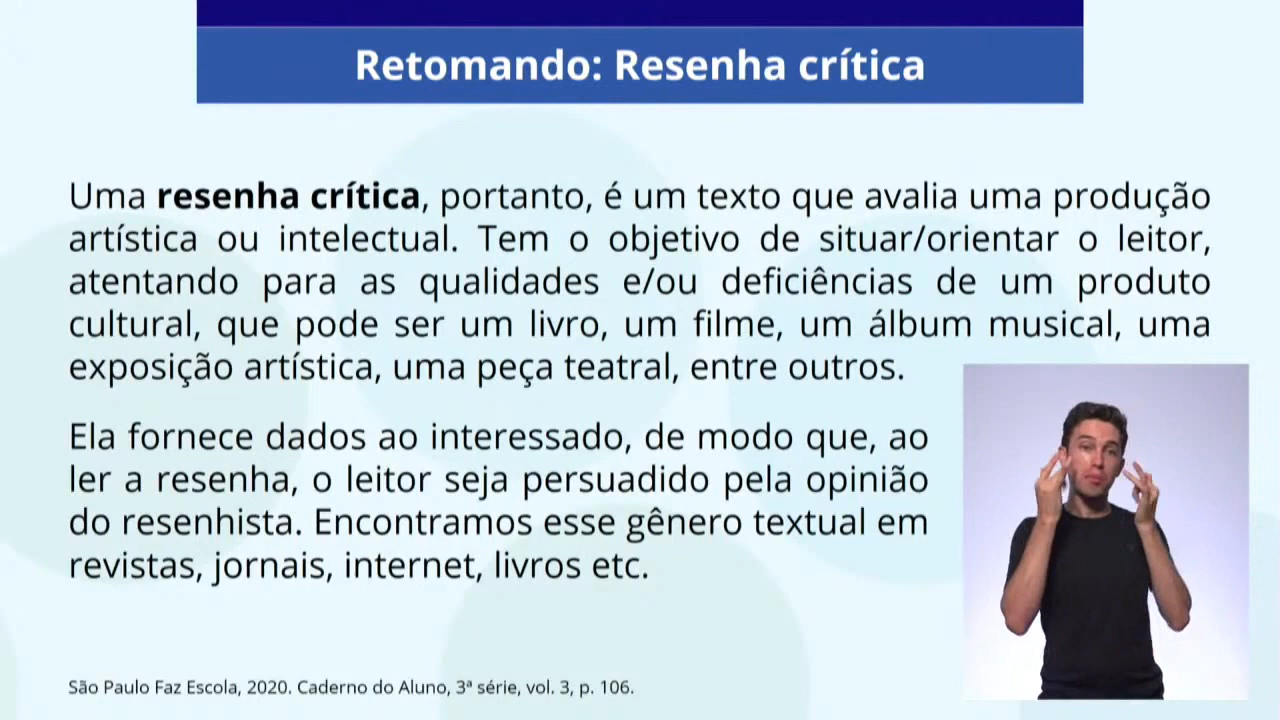 Retomando: Resenha crítica
Uma resenha crítica, portanto, é um texto que avalia uma produção
artística ou intelectual. Tem o objetivo de situar/orientar o leitor,
atentando para as qualidades e/ou deficiências de um produto
cultural, que pode ser um livro, um filme, um álbum musical, uma
exposição artística, uma peça teatral, entre outros.
Ela fornece dados ao interessado, de modo que, ao
ler a resenha, o leitor seja persuadido pela opinião
do resenhista. Encontramos esse gênero textual em
revistas, jornais, internet, livros etc.
São Paulo Faz Escola, 2020. Caderno do Aluno, 3ª série, vol. 3, p. 106.